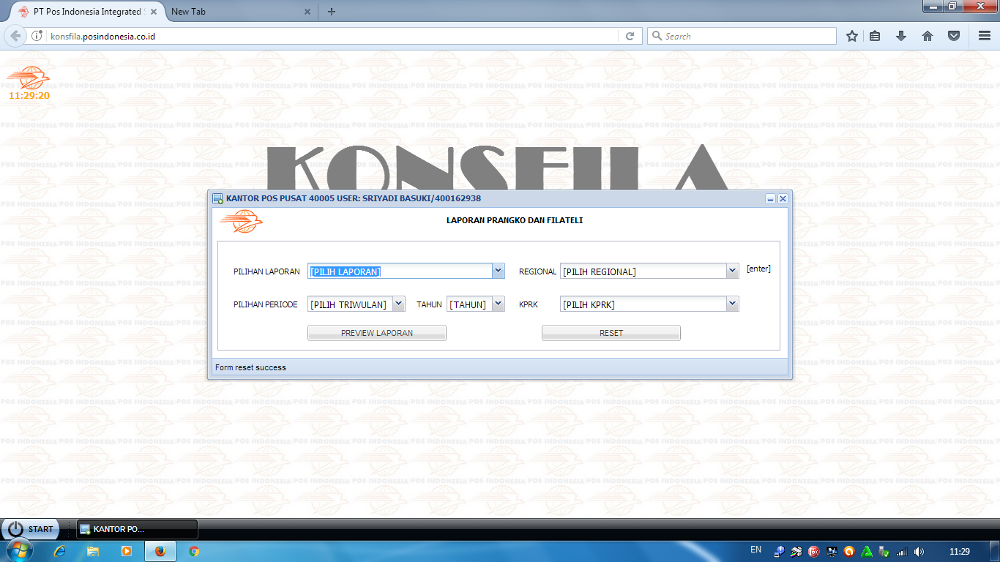 PT Pos Indonesia Integrated S
New Tab
konsfila.posindonesia.co.id
Search
11:29:20
KONSFILA
KANTOR POS PUSAT 40005 USER: SRIYADI BASUKI/400162938
LAPORAN PRANGKO DAN FILATELI
PILIHAN LAPORAN [PILIH LAPORAN] REGIONAL [PILIH REGIONAL] [enter]
PILIHAN PERIODE [PILIH TRIWULAN] TAHUN [TAHUN] KPRK [PILIH KPRK]
PREVIEW LAPORAN RESET
Form reset success
START KANTOR PO...
EN 11:29
POS INDONESIA